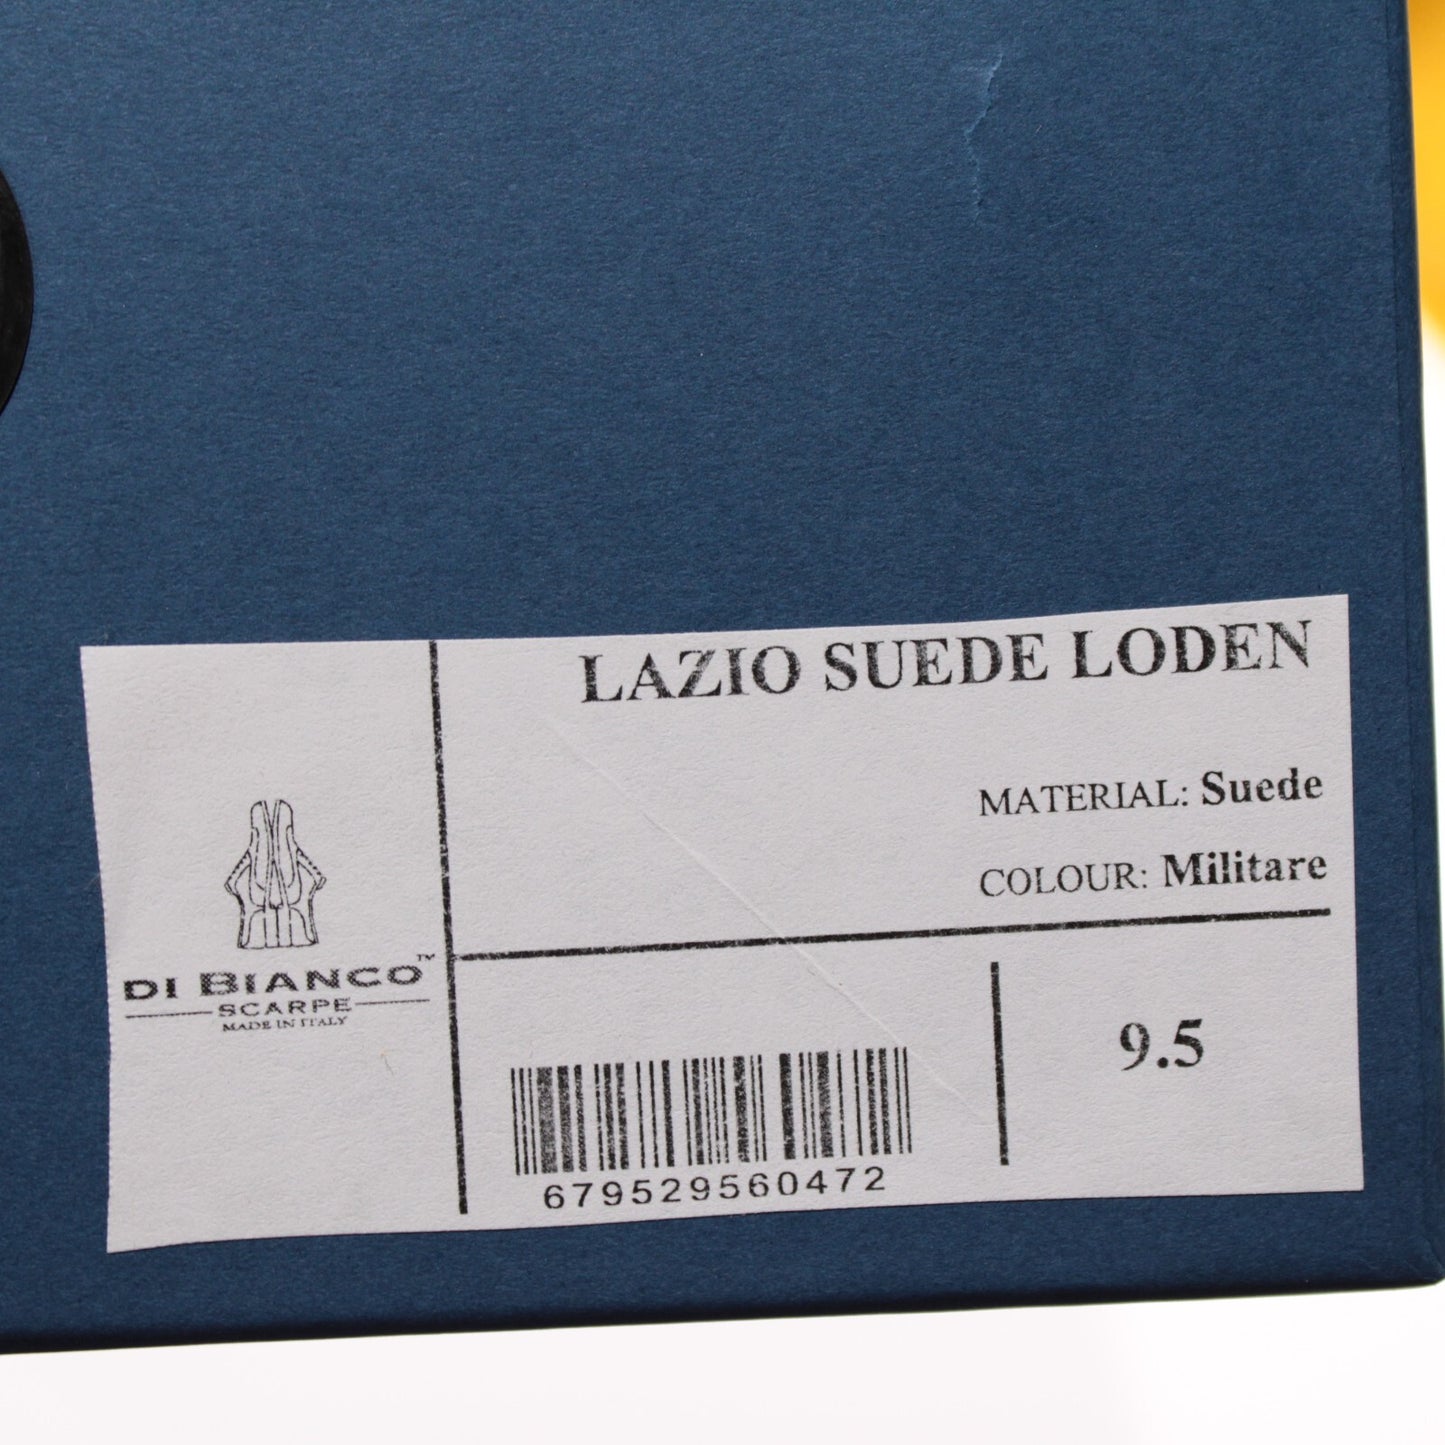 LAZIO SUEDE LODEN
MATERIAL: Suede
COLOUR: Militare
DI BIANCO™
SCARPE
MADE IN ITALY
679529560472
9.5